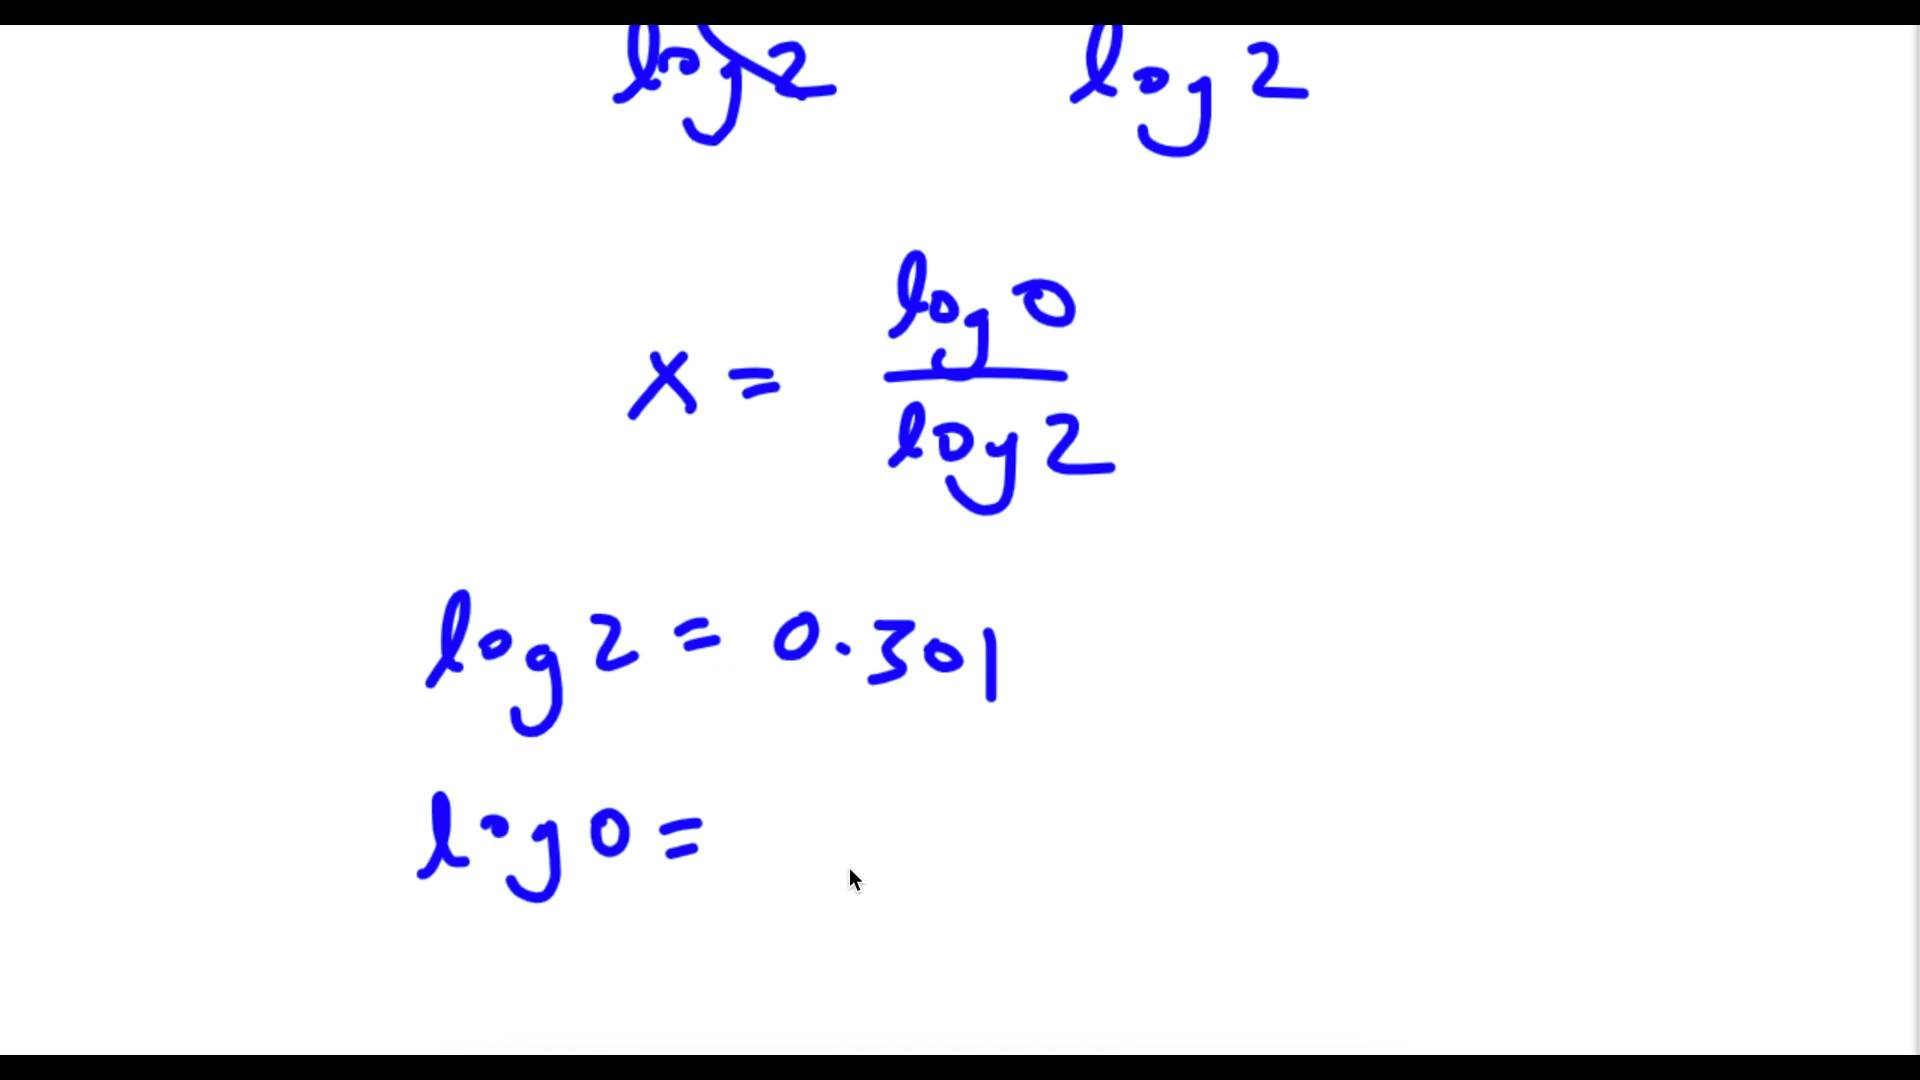 log 2 log 2
x = log 0 / log 2
log 2 = 0.301
log 0 =